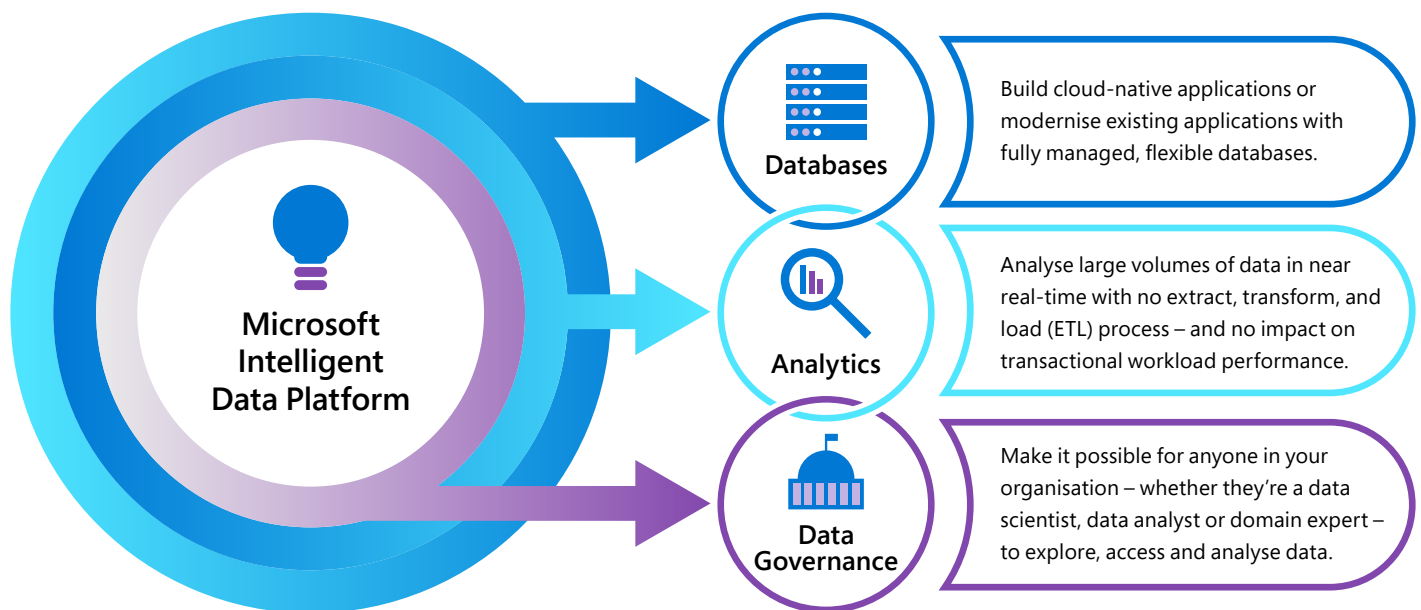 Microsoft
Intelligent
Data Platform
Databases
Build cloud-native applications or
modernise existing applications with
fully managed, flexible databases.
Analytics
Analyse large volumes of data in near
real-time with no extract, transform, and
load (ETL) process – and no impact on
transactional workload performance.
Data
Governance
Make it possible for anyone in your
organisation – whether they’re a data
scientist, data analyst or domain expert –
to explore, access and analyse data.